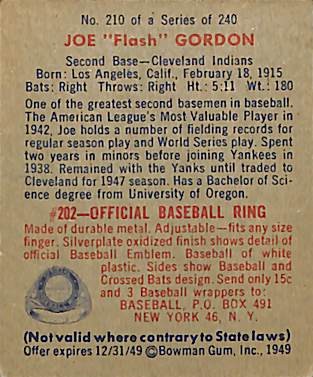 No. 210 of a Series of 240
JOE "Flash" GORDON
Second Base—Cleveland Indians
Born: Los Angeles, Calif., February 18, 1915
Bats: Right Throws: Right Ht.: 5:11 Wt.: 180
One of the greatest second basemen in baseball.
The American League's Most Valuable Player in
1942, Joe holds a number of fielding records for
regular season play and World Series play. Spent
two years in minors before joining Yankees in
1938. Remained with the Yanks until traded to
Cleveland for 1947 season. Has a Bachelor of Sci-
ence degree from University of Oregon.
#202—OFFICIAL BASEBALL RING
Made of durable metal. Adjustable—fits any size
finger. Silverplate oxidized finish shows detail of
official Baseball Emblem. Baseball of white
plastic. Sides show Baseball and
Crossed Bats design. Send only 15c
and 3 Baseball wrappers to:
BASEBALL, P.O. BOX 491
NEW YORK 46, N. Y.
(Not valid where contrary to State laws)
Offer expires 12/31/49 ©Bowman Gum, Inc., 1949